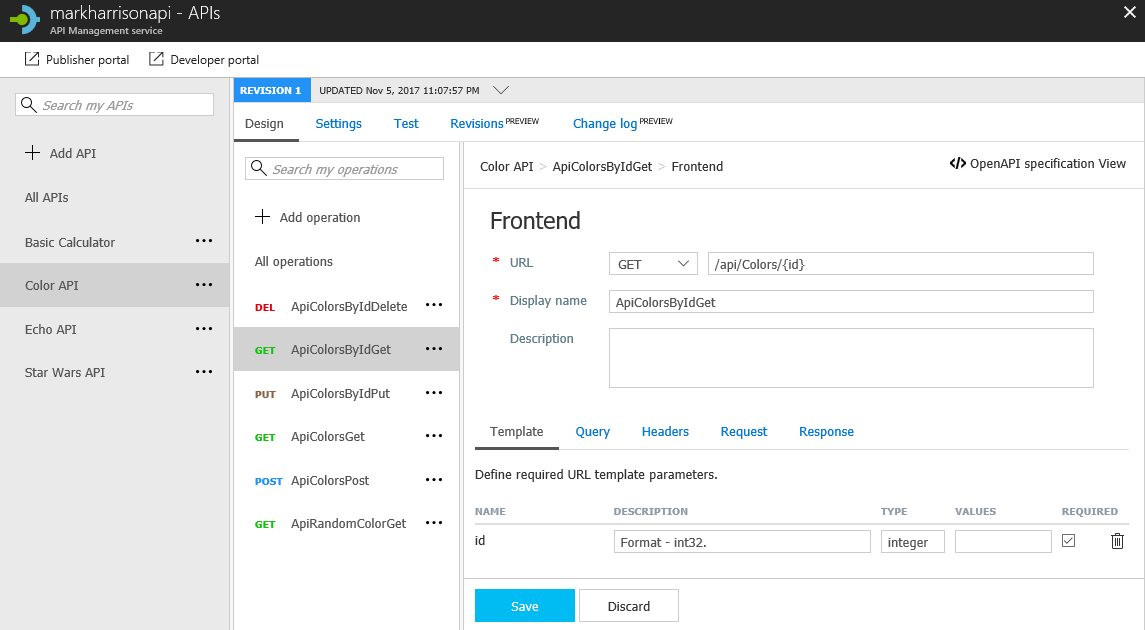 markharrisonapi - APIs
API Management service
Publisher portal
Developer portal
Search my APIs
Add API
All APIs
Basic Calculator
Color API
Echo API
Star Wars API
REVISION 1 UPDATED Nov 5, 2017 11:07:57 PM
Design Settings Test Revisions PREVIEW Change log PREVIEW
Search my operations
Add operation
All operations
DEL ApiColorsByIdDelete
GET ApiColorsByIdGet
PUT ApiColorsByIdPut
GET ApiColorsGet
POST ApiColorsPost
GET ApiRandomColorGet
Color API > ApiColorsByIdGet > Frontend
</> OpenAPI specification View
Frontend
* URL GET /api/Colors/{id}
* Display name ApiColorsByIdGet
Description
Template Query Headers Request Response
Define required URL template parameters.
NAME DESCRIPTION TYPE VALUES REQUIRED
id Format - int32. integer
Save Discard